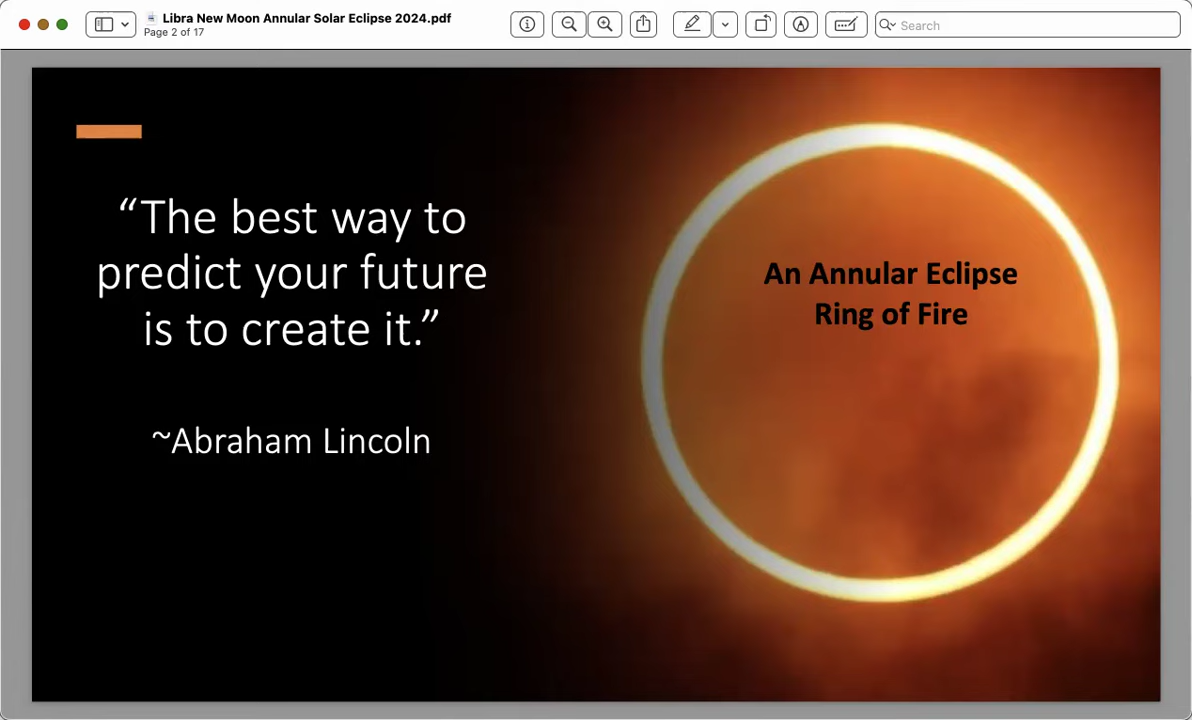 Libra New Moon Annular Solar Eclipse 2024.pdf
Page 2 of 17
Search
“The best way to
predict your future
is to create it.”
~Abraham Lincoln
An Annular Eclipse
Ring of Fire